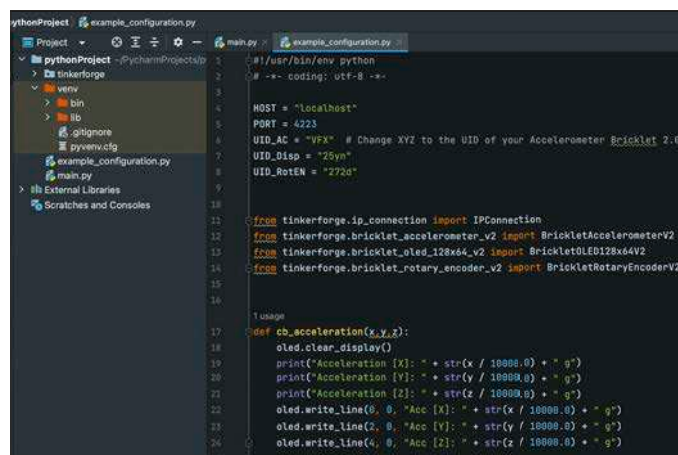 pythonProject example_configuration.py
Project
main.py example_configuration.py
pythonProject ~/PycharmProjects/p
tinkerforge
venv
bin
lib
.gitignore
pyvenv.cfg
example_configuration.py
main.py
External Libraries
Scratches and Consoles
1 #!/usr/bin/env python
2 # -*- coding: utf-8 -*-
3
4 HOST = "localhost"
5 PORT = 4223
6 UID_AC = "VFX" # Change XYZ to the UID of your Accelerometer Bricklet 2.0
7 UID_Disp = "25yn"
8 UID_RotEN = "272d"
9
10
11 from tinkerforge.ip_connection import IPConnection
12 from tinkerforge.bricklet_accelerometer_v2 import BrickletAccelerometerV2
13 from tinkerforge.bricklet_oled_128x64_v2 import BrickletOLED128x64V2
14 from tinkerforge.bricklet_rotary_encoder_v2 import BrickletRotaryEncoderV2
15
16
1 usage
17 def cb_acceleration(x,y,z):
18 oled.clear_display()
19 print("Acceleration [X]: " + str(x / 10000.0) + " g")
20 print("Acceleration [Y]: " + str(y / 10000.0) + " g")
21 print("Acceleration [Z]: " + str(z / 10000.0) + " g")
22 oled.write_line(0, 0, "Acc [X]: " + str(x / 10000.0) + " g")
23 oled.write_line(2, 0, "Acc [Y]: " + str(y / 10000.0) + " g")
24 oled.write_line(4, 0, "Acc [Z]: " + str(z / 10000.0) + " g")